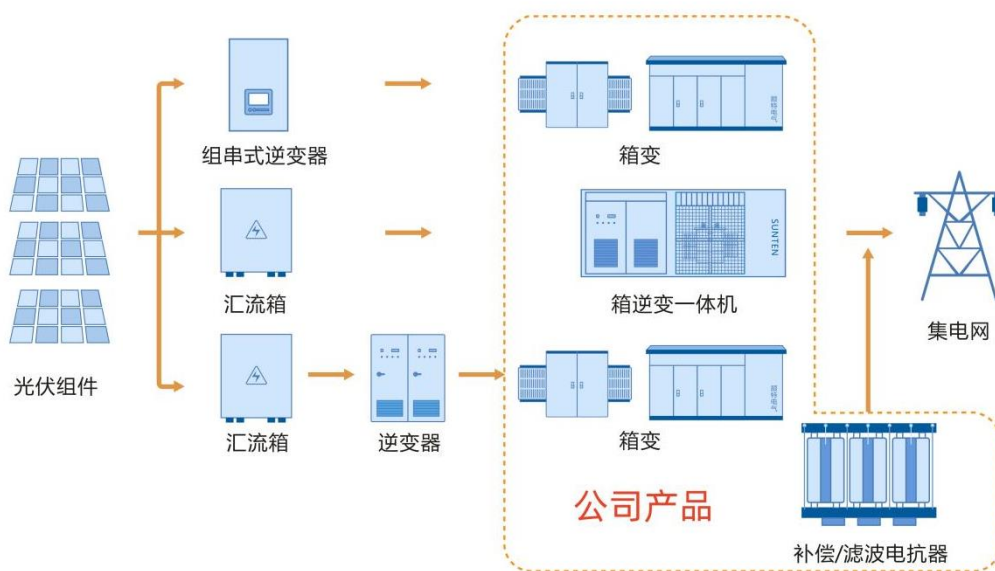 组串式逆变器
箱变
SUNTEN
汇流箱
箱逆变一体机
集电网
光伏组件
汇流箱
逆变器
箱变
公司产品
补偿/滤波电抗器